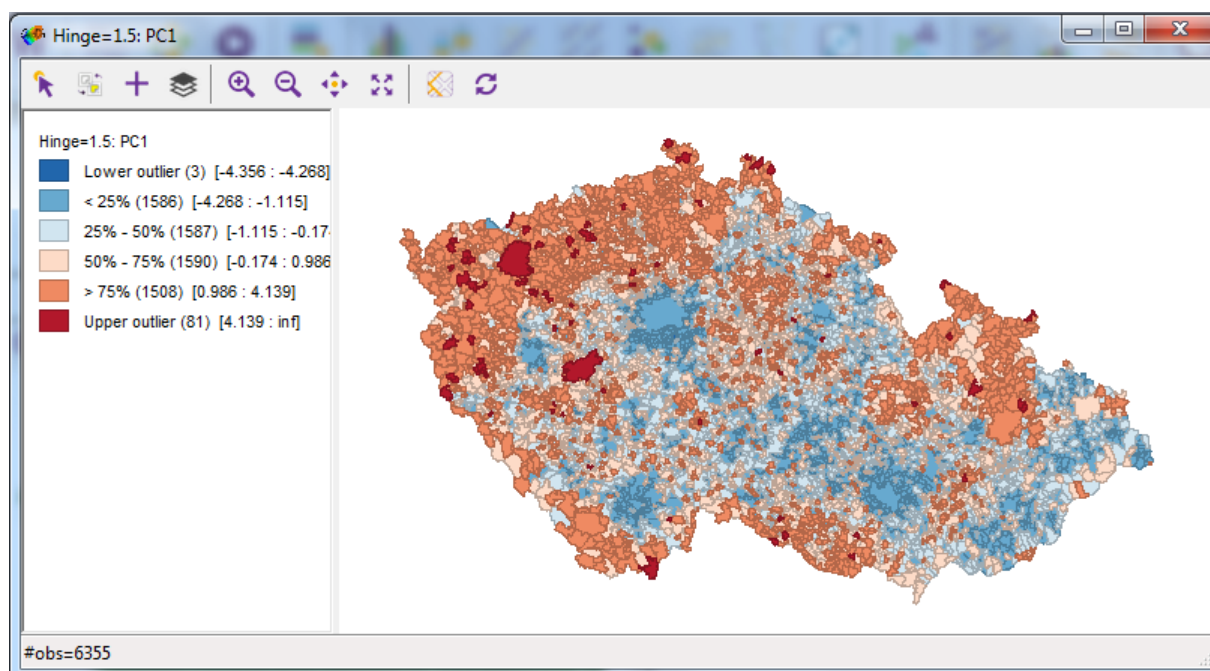 Hinge=1.5: PC1
Hinge=1.5: PC1
Lower outlier (3) [-4.356 : -4.268]
< 25% (1586) [-4.268 : -1.115]
25% - 50% (1587) [-1.115 : -0.174
50% - 75% (1590) [-0.174 : 0.986
> 75% (1508) [0.986 : 4.139]
Upper outlier (81) [4.139 : inf]
#obs=6355